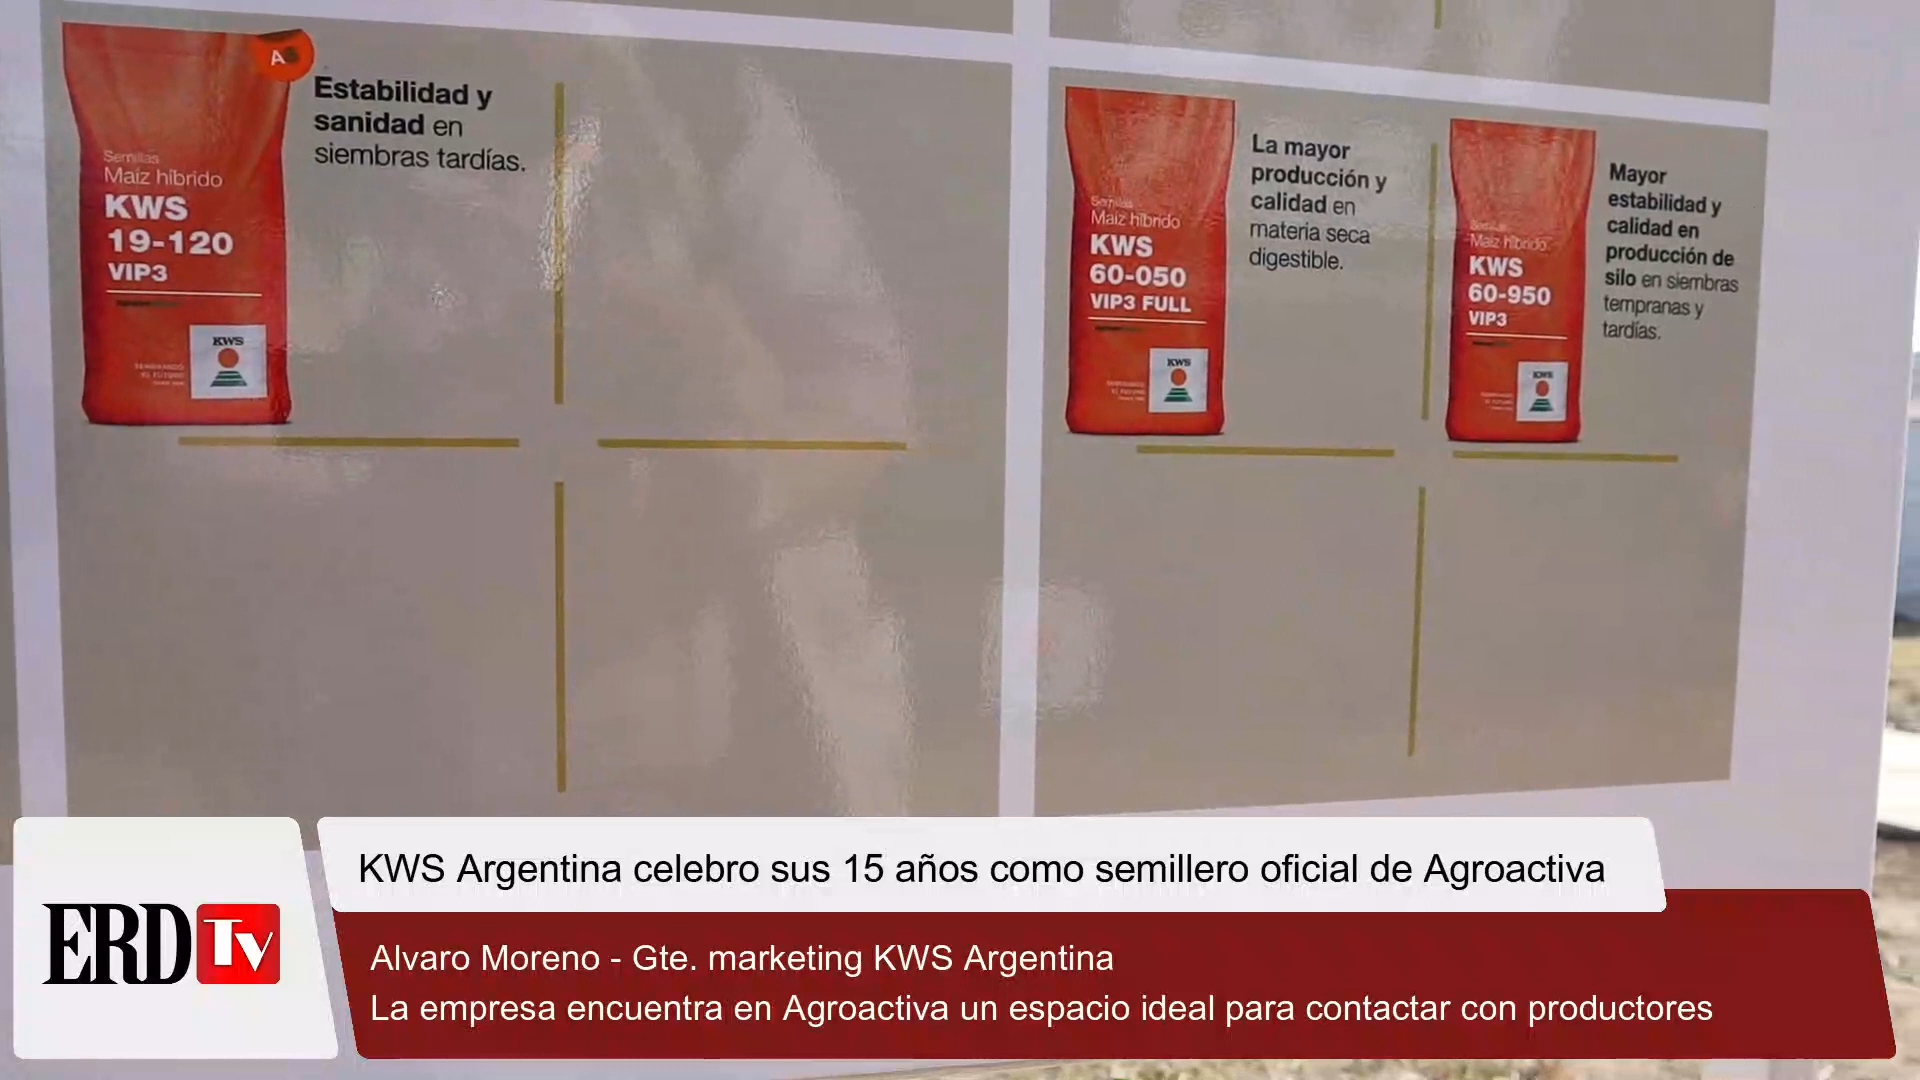 A
Semillas
Maíz híbrido
KWS
19-120
VIP3
KWS
SEMBRANDO
EL FUTURO
Estabilidad y
sanidad en
siembras tardías.
Semillas
Maíz híbrido
KWS
60-050
VIP3 FULL
KWS
La mayor
producción y
calidad en
materia seca
digestible.
Semillas
Maíz híbrido
KWS
60-950
VIP3
KWS
Mayor
estabilidad y
calidad en
producción de
silo en siembras
tempranas y
tardías.
KWS Argentina celebro sus 15 años como semillero oficial de Agroactiva
ERD Tv
Alvaro Moreno - Gte. marketing KWS Argentina
La empresa encuentra en Agroactiva un espacio ideal para contactar con productores